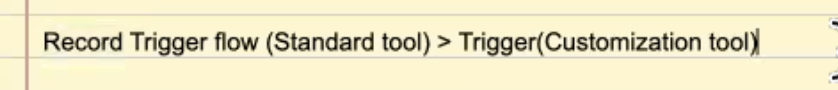 Record Trigger flow (Standard tool) > Trigger(Customization tool)